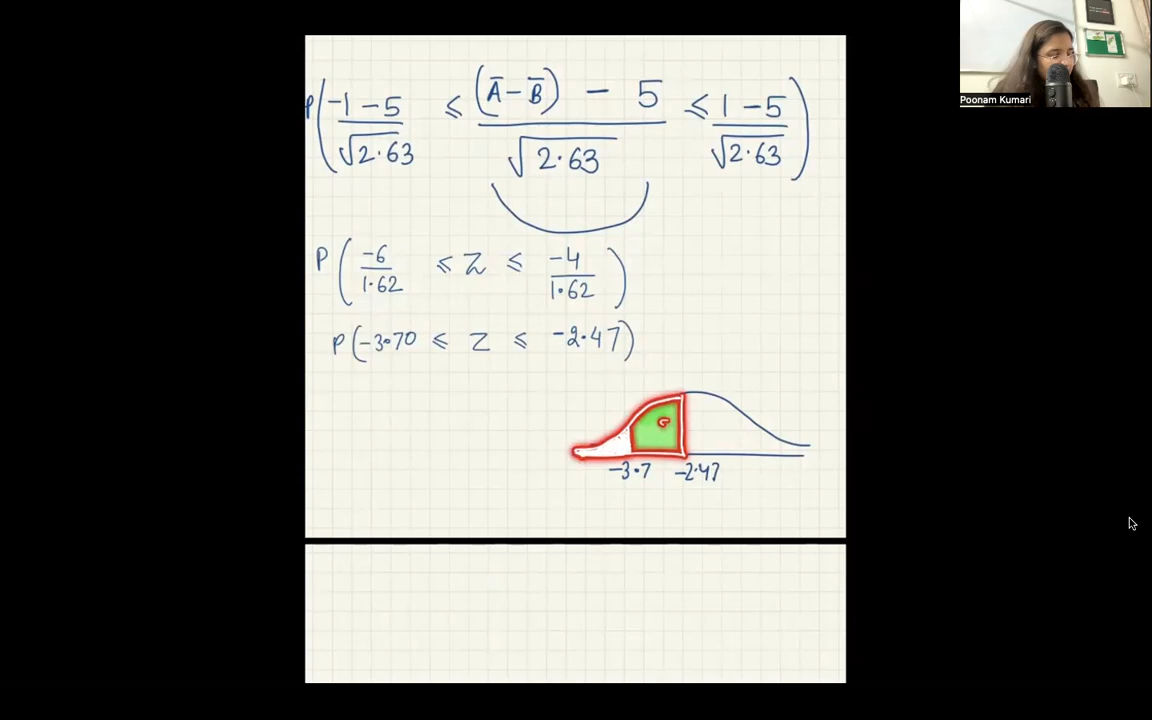 P(-1-5/√2.63 ≤ (A̅-B̅) - 5/√2.63 ≤ 1-5/√2.63)
P(-6/1.62 ≤ Z ≤ -4/1.62)
P(-3.70 ≤ Z ≤ -2.47)
-3.7 -2.47
Poonam Kumari